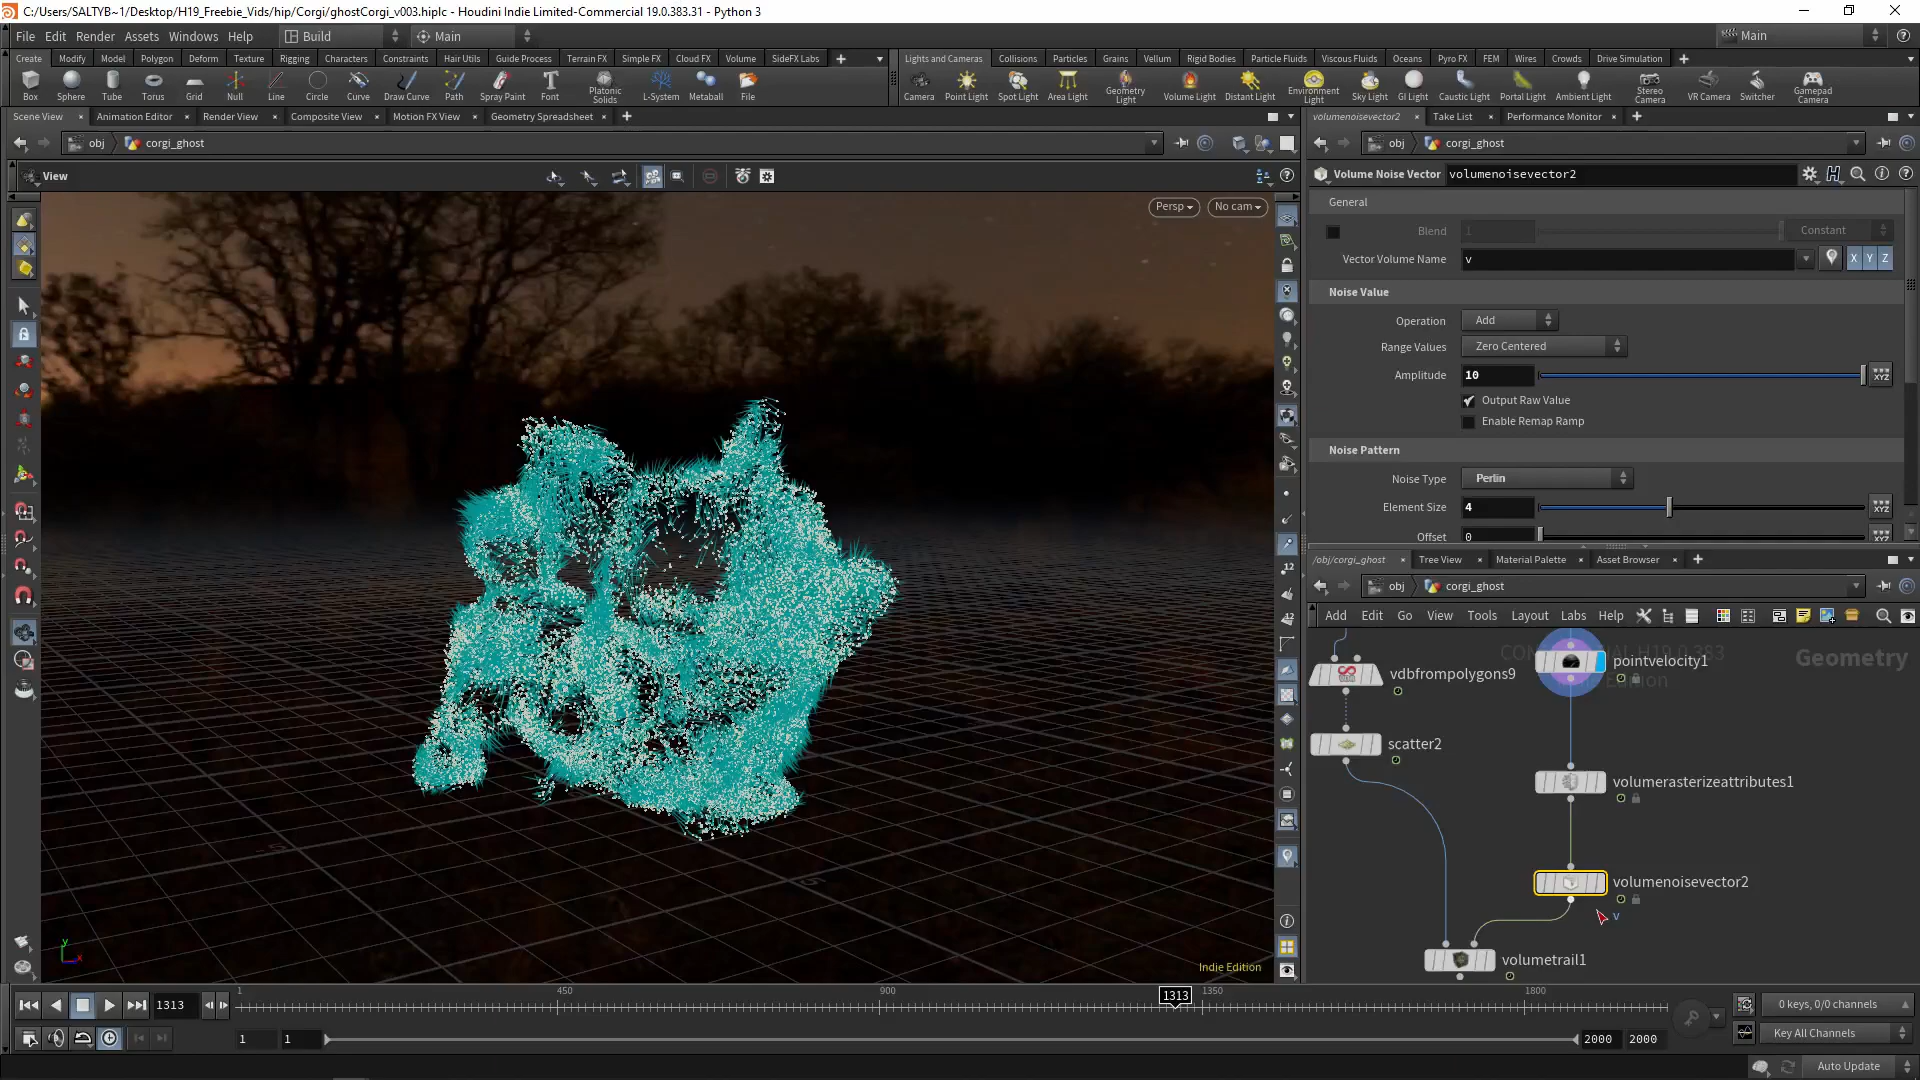 C:/Users/SALTYB~1/Desktop/H19_Freebie_Vids/hip/Corgi/ghostCorgi_v003.hiplc - Houdini Indie Limited-Commercial 19.0.383.31 - Python 3
File Edit Render Assets Windows Help Build Main Main
Create Modify Model Polygon Deform Texture Rigging Characters Constraints Hair Utils Guide Process Terrain FX Simple FX Cloud FX Volume SideFX Labs
Lights and Cameras Collisions Particles Grains Vellum Rigid Bodies Particle Fluids Viscous Fluids Oceans Pyro FX FEM Wires Crowds Drive Simulation
Box Sphere Tube Torus Grid Null Line Circle Curve Draw Curve Path Spray Paint Font Platonic Solids L-System Metaball File
Camera Point Light Spot Light Area Light Geometry Light Volume Light Distant Light Environment Light Sky Light GI Light Caustic Light Portal Light Ambient Light Stereo Camera VR Camera Switcher Gamepad Camera
Scene View Animation Editor Render View Composite View Motion FX View Geometry Spreadsheet
volumenoisevector2 Take List Performance Monitor
obj corgi_ghost
obj corgi_ghost
View
Persp No cam
Volume Noise Vector volumenoisevector2
General
Blend 1 Constant
Vector Volume Name v X Y Z
Noise Value
Operation Add
Range Values Zero Centered
Amplitude 10
Output Raw Value
Enable Remap Ramp
Noise Pattern
Noise Type Perlin
Element Size 4
Offset 0
/obj/corgi_ghost Tree View Material Palette Asset Browser
obj corgi_ghost
Add Edit Go View Tools Layout Labs Help
Geometry
pointvelocity1
vdbfrompolygons9
scatter2
volumerasterizeattributes1
volumenoisevector2
v
volumetrail1
Indie Edition
1313 1 450 900 1313 1350 1800
0 keys, 0/0 channels
1 1 2000 2000
Key All Channels
Auto Update